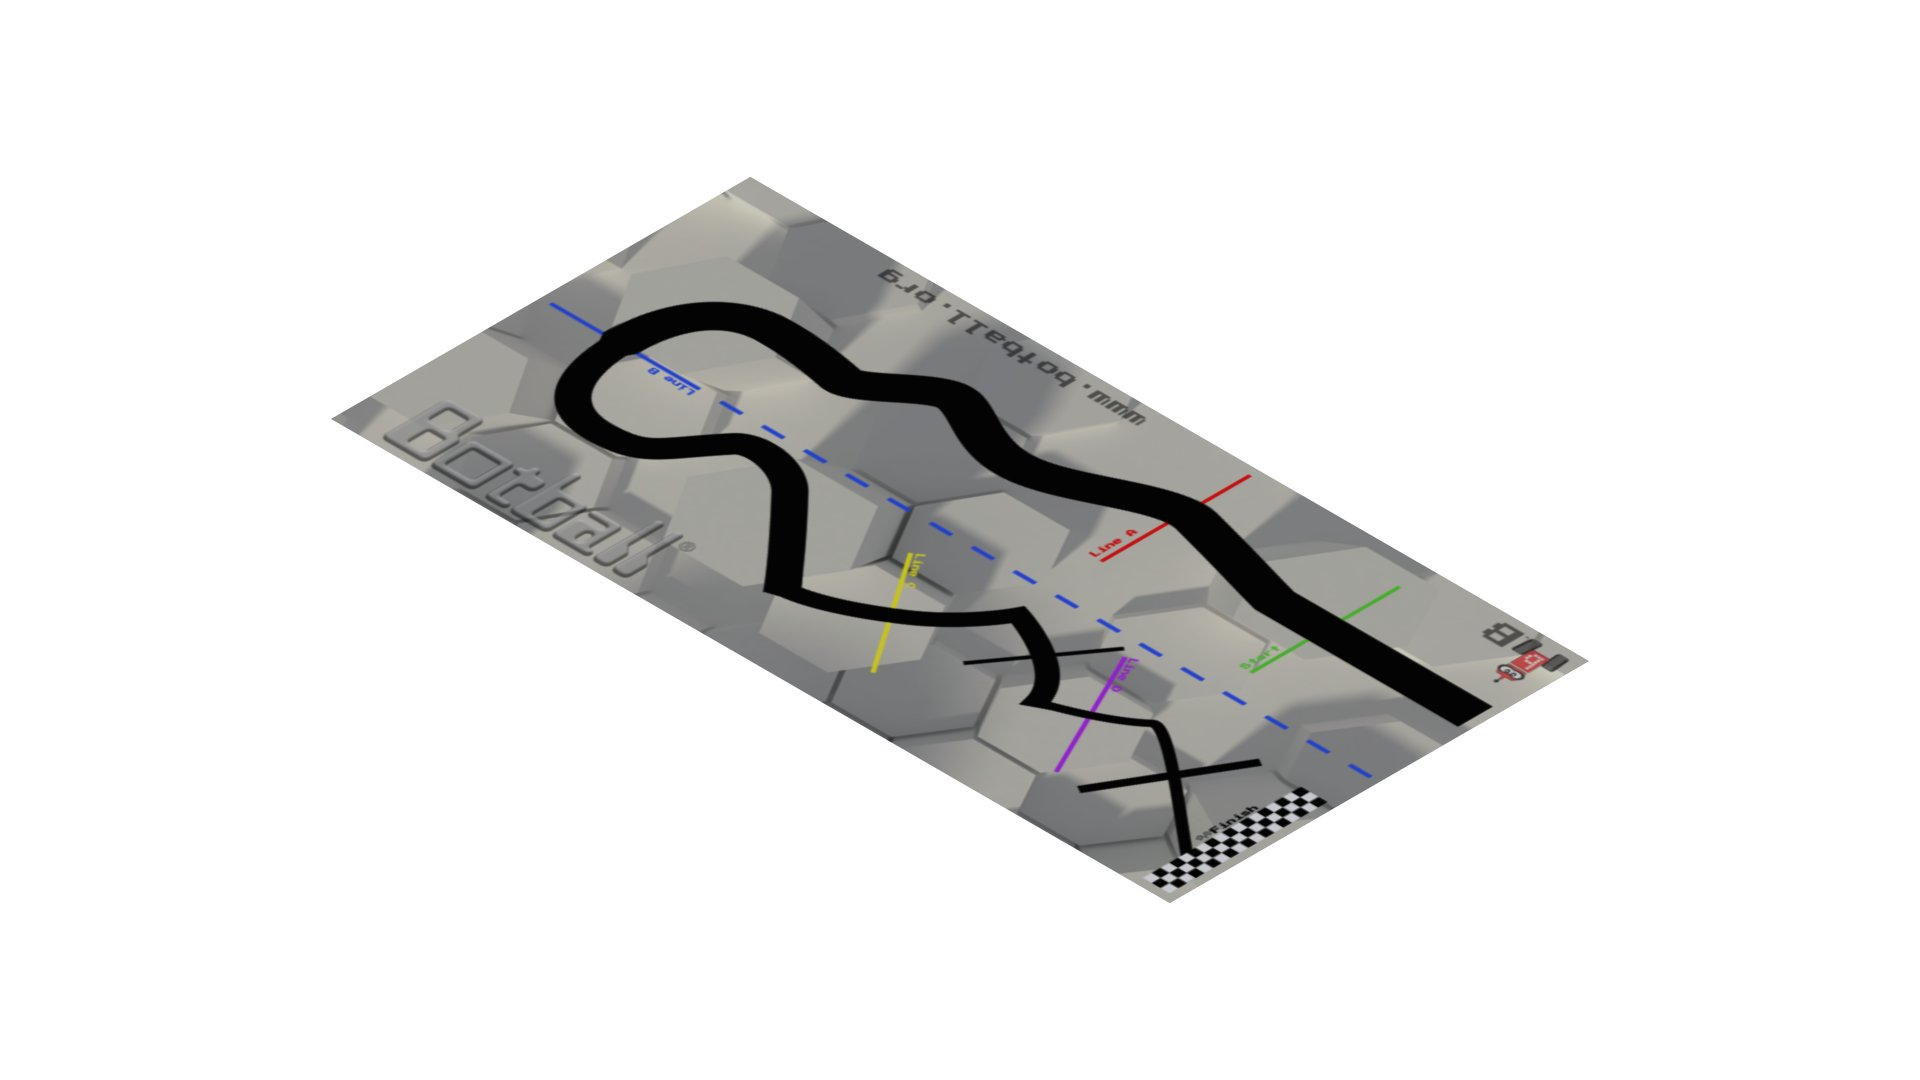 www.botball.org
Line B
Botball®
Line A
Line C
Start
Line D
Finish